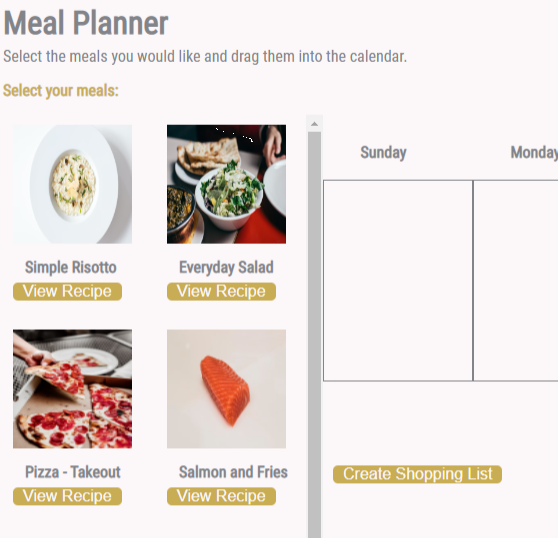 Meal Planner
Select the meals you would like and drag them into the calendar.
Select your meals:
Sunday
Monday
Simple Risotto
Everyday Salad
View Recipe
View Recipe
Pizza - Takeout
Salmon and Fries
View Recipe
View Recipe
Create Shopping List